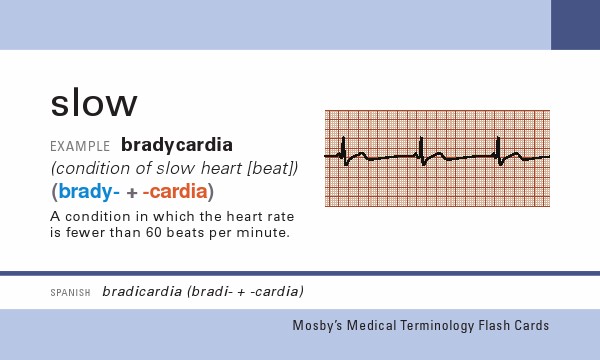 slow
EXAMPLE bradycardia
(condition of slow heart [beat])
(brady- + -cardia)
A condition in which the heart rate
is fewer than 60 beats per minute.
SPANISH bradicardia (bradi- + -cardia)
Mosby's Medical Terminology Flash Cards